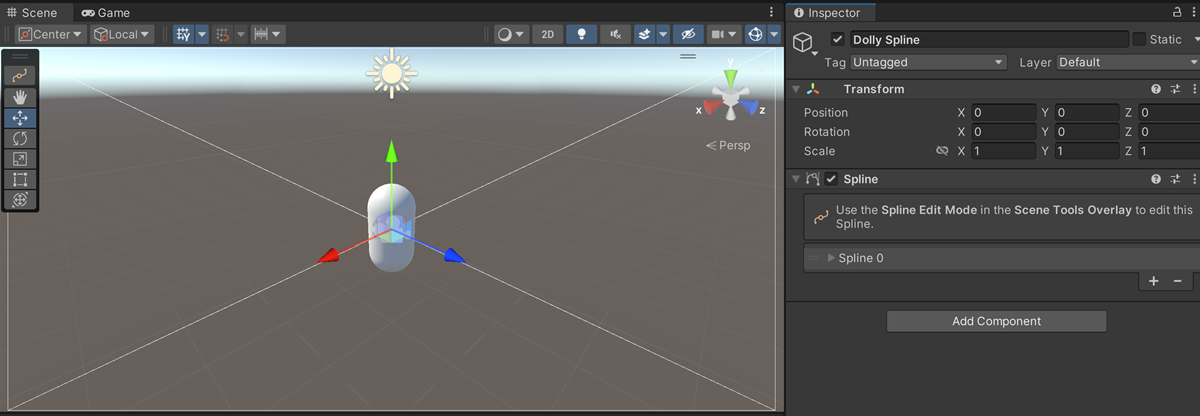 Scene Game
Center Local 2D
y
x z
Persp
Inspector
Dolly Spline Static
Tag Untagged Layer Default
Transform
Position X 0 Y 0 Z 0
Rotation X 0 Y 0 Z 0
Scale X 1 Y 1 Z 1
Spline
Use the Spline Edit Mode in the Scene Tools Overlay to edit this
Spline.
Spline 0
+ −
Add Component